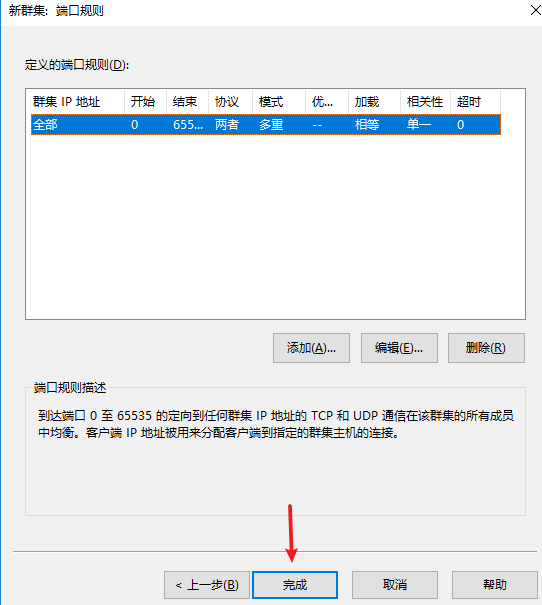 新群集: 端口规则
定义的端口规则(D):
群集 IP 地址 开始 结束 协议 模式 优... 加载 相关性 超时
全部 0 655... 两者 多重 -- 相等 单一 0
添加(A)... 编辑(E)... 删除(R)
端口规则描述
到达端口 0 至 65535 的定向到任何群集 IP 地址的 TCP 和 UDP 通信在该群集的所有成员
中均衡。客户端 IP 地址被用来分配客户端到指定的群集主机的连接。
< 上一步(B) 完成 取消 帮助